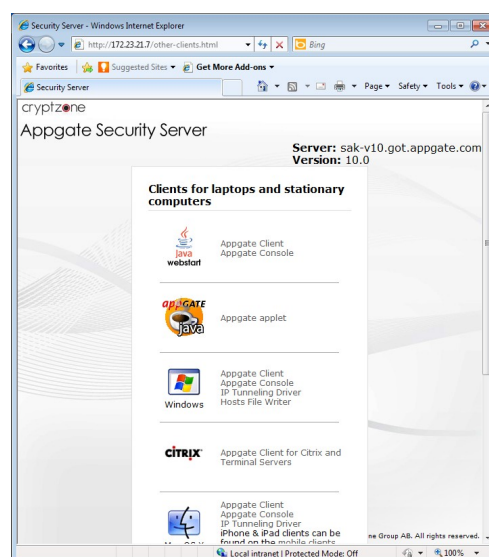 Security Server - Windows Internet Explorer
http://172.23.21.7/other-clients.html
Bing
Favorites
Suggested Sites
Get More Add-ons
Security Server
Page
Safety
Tools
cryptzone
Appgate Security Server
Server: sak-v10.got.appgate.com
Version: 10.0
Clients for laptops and stationary
computers
Java
webstart
Appgate Client
Appgate Console
appGATE
java
Appgate applet
Windows
Appgate Client
Appgate Console
IP Tunneling Driver
Hosts File Writer
CITRIX
Appgate Client for Citrix and
Terminal Servers
Appgate Client
Appgate Console
IP Tunneling Driver
iPhone & iPad clients can be
found on the mobile clients
ne Group AB. All rights reserved.
Local intranet | Protected Mode: Off
100%